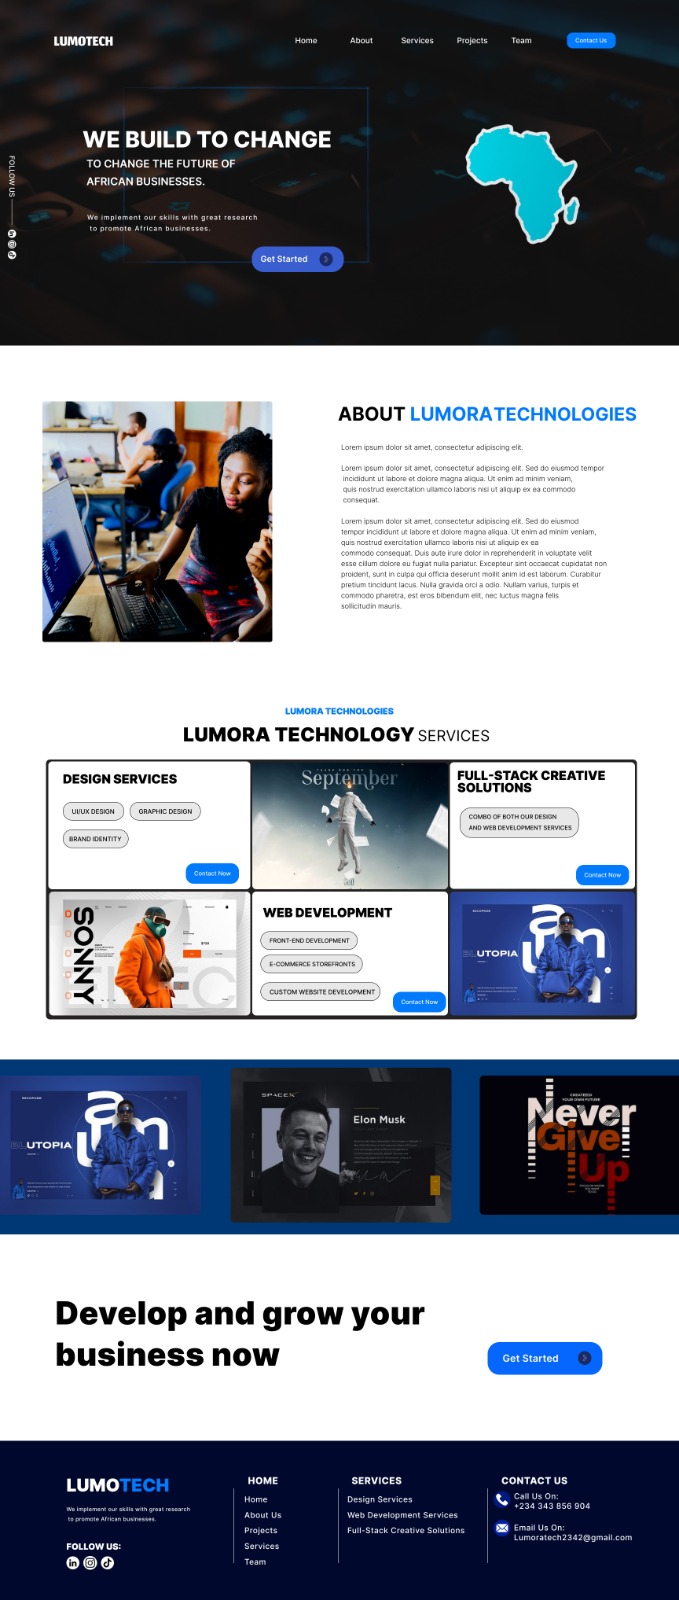 LUMOTECH
Home
About
Services
Projects
Team
Contact Us
WE BUILD TO CHANGE
TO CHANGE THE FUTURE OF
AFRICAN BUSINESSES.
FOLLOW US
We implement our skills with great research
to promote African businesses.
Get Started
ABOUT LUMORATECHNOLOGIES
Lorem ipsum dolor sit amet, consectetur adipiscing elit.
Lorem ipsum dolor sit amet, consectetur adipiscing elit. Sed do eiusmod tempor
incididunt ut labore et dolore magna aliqua. Ut enim ad minim veniam,
quis nostrud exercitation ullamco laboris nisi ut aliquip ex ea commodo
consequat.
Lorem ipsum dolor sit amet, consectetur adipiscing elit. Sed do eiusmod
tempor incididunt ut labore et dolore magna aliqua. Ut enim ad minim veniam,
quis nostrud exercitation ullamco laboris nisi ut aliquip ex ea
commodo consequat. Duis aute irure dolor in reprehenderit in voluptate velit
esse cillum dolore eu fugiat nulla pariatur. Excepteur sint occaecat cupidatat non
proident, sunt in culpa qui officia deserunt mollit anim id est laborum. Curabitur
pretium tincidunt lacus. Nulla gravida orci a odio. Nullam varius, turpis et
commodo pharetra, est eros bibendum elit, nec luctus magna felis
sollicitudin mauris.
LUMORA TECHNOLOGIES
LUMORA TECHNOLOGY SERVICES
DESIGN SERVICES
UI/UX DESIGN
GRAPHIC DESIGN
BRAND IDENTITY
Contact Now
September
FULL-STACK CREATIVE
SOLUTIONS
COMBO OF BOTH OUR DESIGN
AND WEB DEVELOPMENT SERVICES
Contact Now
SONNY
WEB DEVELOPMENT
FRONT-END DEVELOPMENT
E-COMMERCE STOREFRONTS
CUSTOM WEBSITE DEVELOPMENT
Contact Now
UTOPIA
UTOPIA
SPACEX
Elon Musk
Never
Give
Up
Develop and grow your
business now
Get Started
LUMOTECH
We implement our skills with great research
to promote African businesses.
FOLLOW US:
HOME
Home
About Us
Projects
Services
Team
SERVICES
Design Services
Web Development Services
Full-Stack Creative Solutions
CONTACT US
Call Us On:
+234 343 856 904
Email Us On:
Lumoratech2342@gmail.com